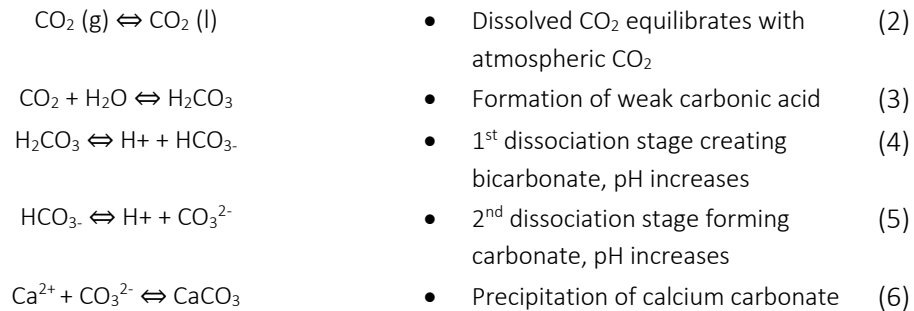 CO₂ (g) ⇔ CO₂ (l) • Dissolved CO₂ equilibrates with (2)
atmospheric CO₂
CO₂ + H₂O ⇔ H₂CO₃ • Formation of weak carbonic acid (3)
H₂CO₃ ⇔ H+ + HCO₃₋ • 1ˢᵗ dissociation stage creating (4)
bicarbonate, pH increases
HCO₃₋ ⇔ H+ + CO₃²⁻ • 2ⁿᵈ dissociation stage forming (5)
carbonate, pH increases
Ca²⁺ + CO₃²⁻ ⇔ CaCO₃ • Precipitation of calcium carbonate (6)